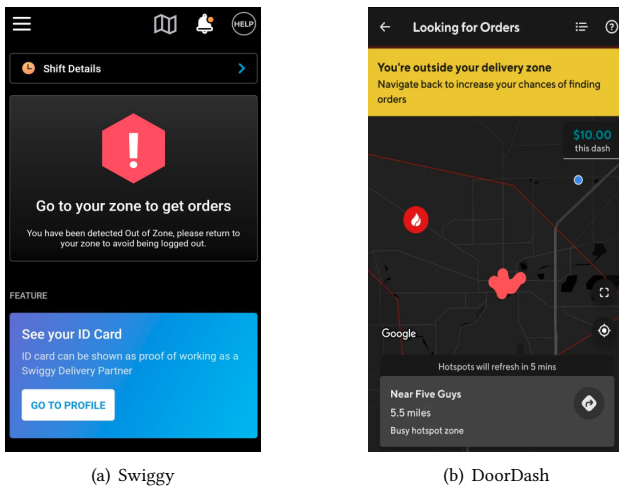 HELP
Shift Details
Go to your zone to get orders
You have been detected Out of Zone, please return to
your zone to avoid being logged out.
FEATURE
See your ID Card
ID card can be shown as proof of working as a
Swiggy Delivery Partner
GO TO PROFILE
(a) Swiggy
Looking for Orders
You're outside your delivery zone
Navigate back to increase your chances of finding
orders
$10.00
this dash
Google
Hotspots will refresh in 5 mins
Near Five Guys
5.5 miles
Busy hotspot zone
(b) DoorDash